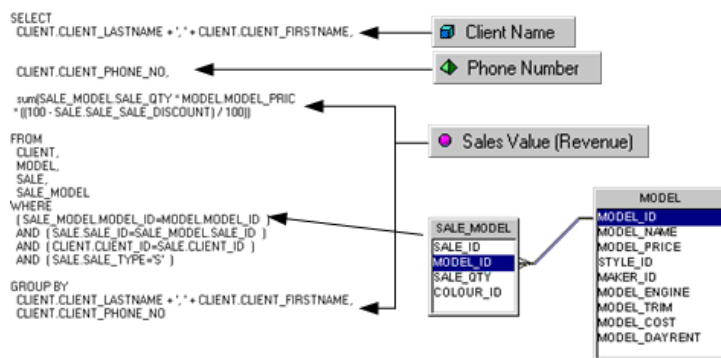 SELECT
CLIENT.CLIENT_LASTNAME + ', ' + CLIENT.CLIENT_FIRSTNAME,
Client Name
CLIENT.CLIENT_PHONE_NO,
Phone Number
sum(SALE_MODEL.SALE_QTY * MODEL.MODEL_PRIC
* ((100 - SALE.SALE_SALE_DISCOUNT) / 100))
Sales Value (Revenue)
FROM
CLIENT,
MODEL,
SALE,
SALE_MODEL
WHERE
( SALE_MODEL.MODEL_ID=MODEL.MODEL_ID )
AND ( SALE.SALE_ID=SALE_MODEL.SALE_ID )
AND ( CLIENT.CLIENT_ID=SALE.CLIENT_ID )
AND ( SALE.SALE_TYPE='S' )
GROUP BY
CLIENT.CLIENT_LASTNAME + ', ' + CLIENT.CLIENT_FIRSTNAME,
CLIENT.CLIENT_PHONE_NO
SALE_MODEL
SALE_ID
MODEL_ID
SALE_QTY
COLOUR_ID
MODEL
MODEL_ID
MODEL_NAME
MODEL_PRICE
STYLE_ID
MAKER_ID
MODEL_ENGINE
MODEL_TRIM
MODEL_COST
MODEL_DAYRENT